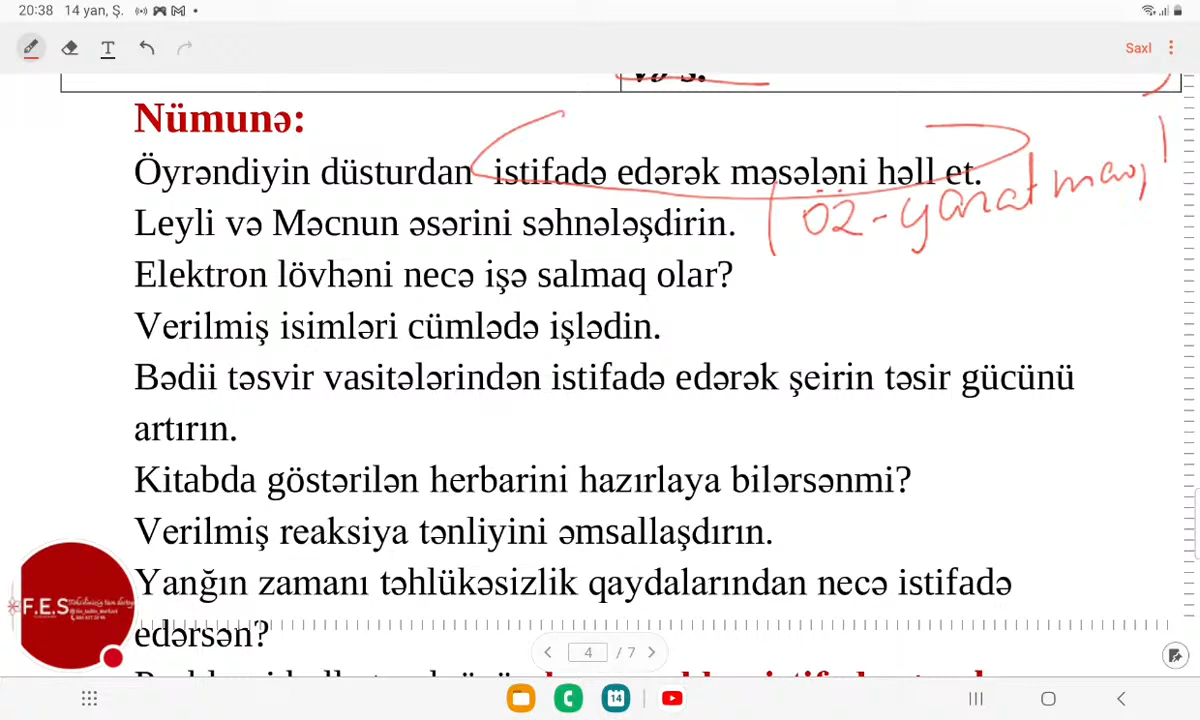 20:38 14 yan, Ş.
T
Saxl
və s.
Nümunə:
Öyrəndiyin düsturdan istifadə edərək məsələni həll et.
öz-yaratmaq
Leyli və Məcnun əsərini səhnələşdirin.
Elektron lövhəni necə işə salmaq olar?
Verilmiş isimləri cümlədə işlədin.
Bədii təsvir vasitələrindən istifadə edərək şeirin təsir gücünü
artırın.
Kitabda göstərilən herbarini hazırlaya bilərsənmi?
Verilmiş reaksiya tənliyini əmsallaşdırın.
Yanğın zamanı təhlükəsizlik qaydalarından necə istifadə
F.E.S
edərsən?
4 / 7
14